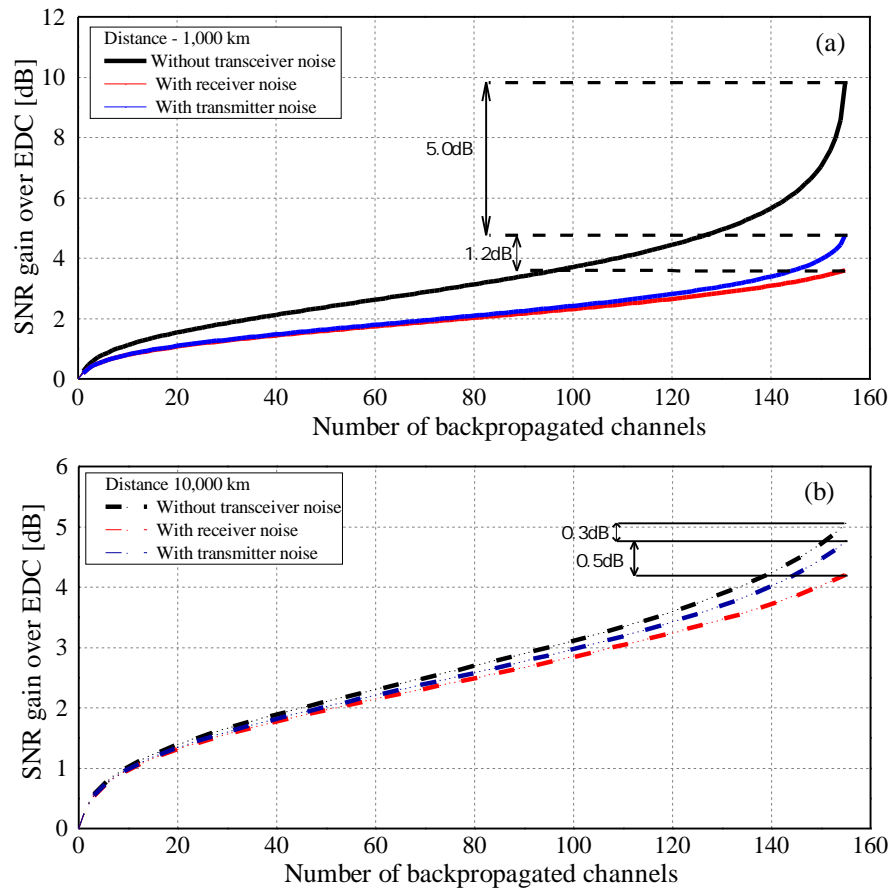 12
10
8
6
4
2
0
SNR gain over EDC [dB]
Distance - 1,000 km
Without transceiver noise
With receiver noise
With transmitter noise
(a)
5.0dB
1.2dB
0 20 40 60 80 100 120 140 160
Number of backpropagated channels
6
5
4
3
2
1
0
SNR gain over EDC [dB]
Distance 10,000 km
Without transceiver noise
With receiver noise
With transmitter noise
(b)
0.3dB
0.5dB
0 20 40 60 80 100 120 140 160
Number of backpropagated channels